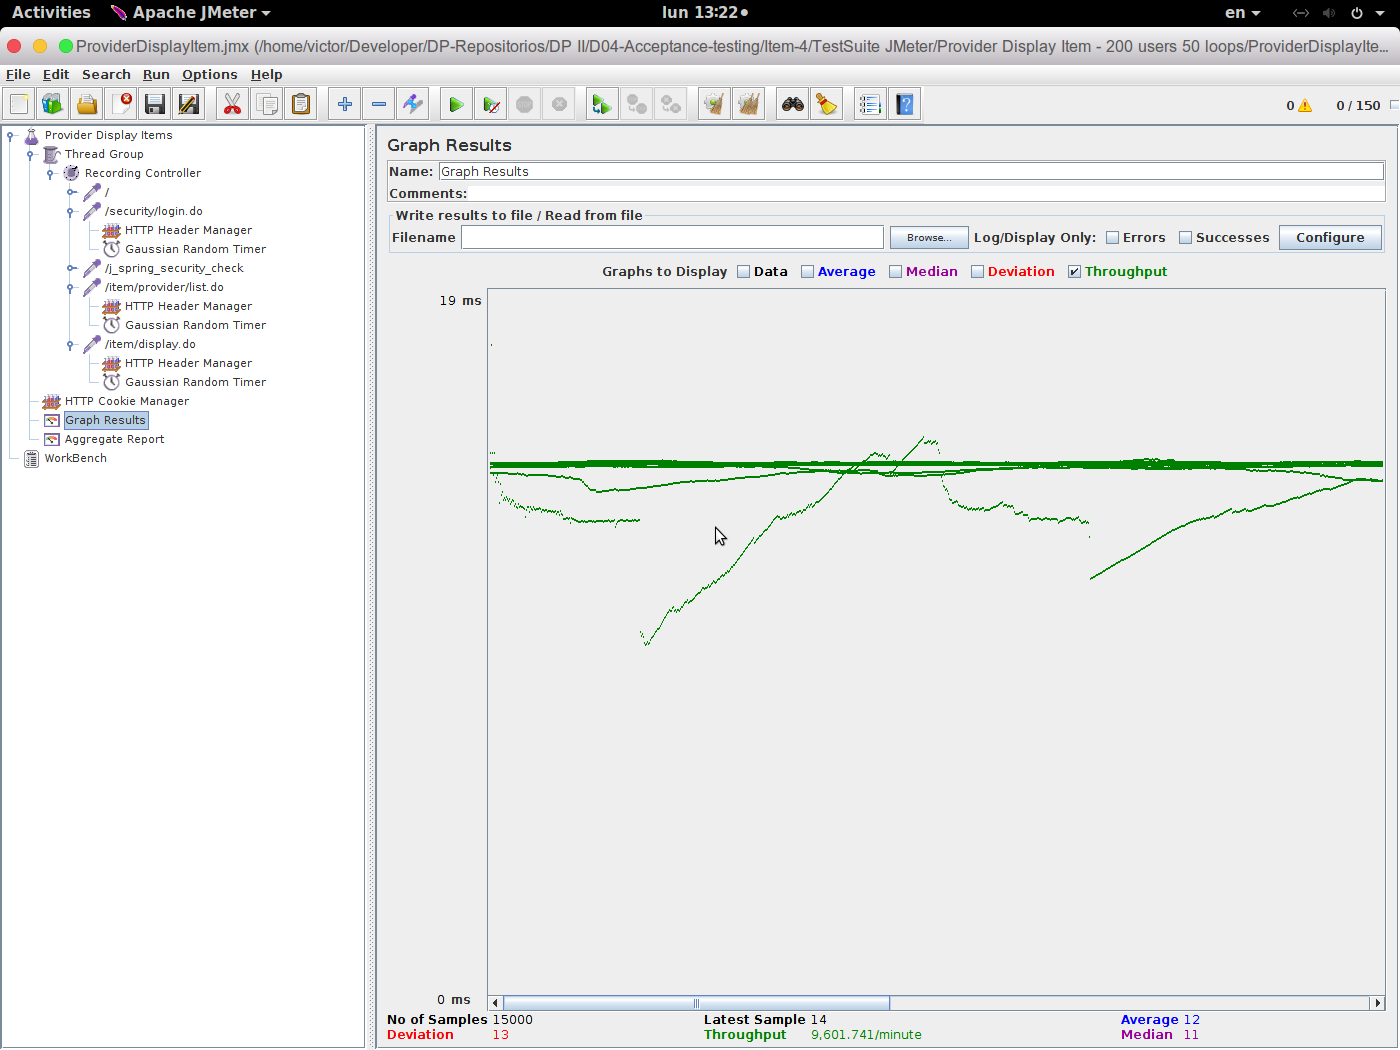 Activities Apache JMeter lun 13:22 en
ProviderDisplayItem.jmx (/home/victor/Developer/DP-Repositorios/DP II/D04-Acceptance-testing/Item-4/TestSuite JMeter/Provider Display Item - 200 users 50 loops/ProviderDisplayIte...
File Edit Search Run Options Help
0 0 / 150
Provider Display Items
Thread Group
Recording Controller
/
/security/login.do
HTTP Header Manager
Gaussian Random Timer
/j_spring_security_check
/item/provider/list.do
HTTP Header Manager
Gaussian Random Timer
/item/display.do
HTTP Header Manager
Gaussian Random Timer
HTTP Cookie Manager
Graph Results
Aggregate Report
WorkBench
Graph Results
Name: Graph Results
Comments:
Write results to file / Read from file
Filename Browse... Log/Display Only: Errors Successes Configure
Graphs to Display Data Average Median Deviation Throughput
19 ms
0 ms
No of Samples 15000 Latest Sample 14 Average 12
Deviation 13 Throughput 9,601.741/minute Median 11